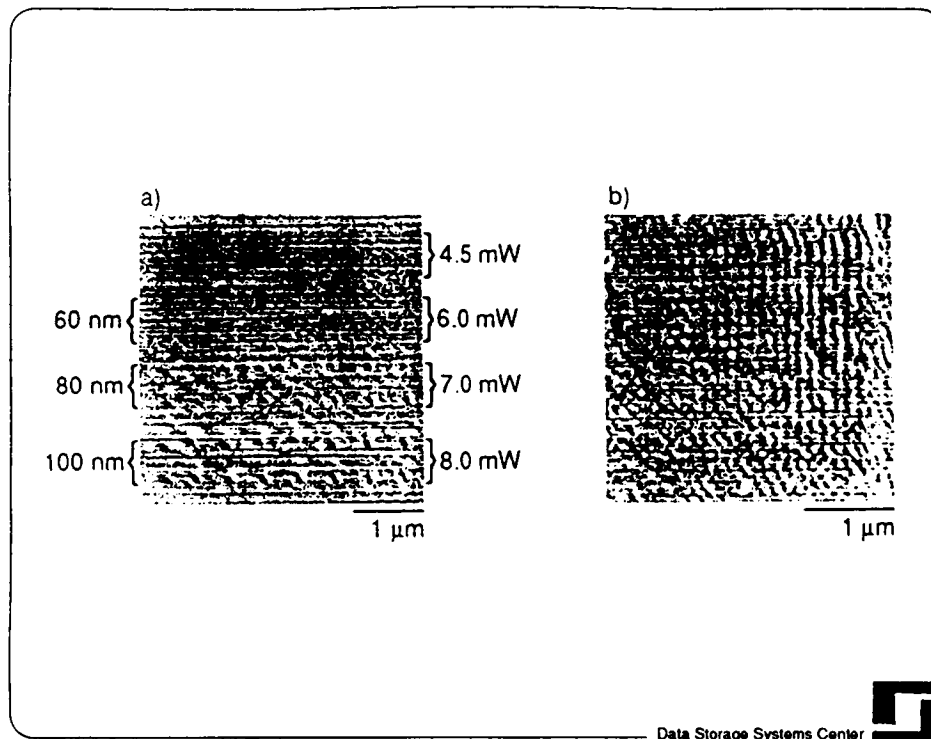 a)
b)
4.5 mW
60 nm
6.0 mW
80 nm
7.0 mW
100 nm
8.0 mW
1 µm
1 µm
Data Storage Systems Center